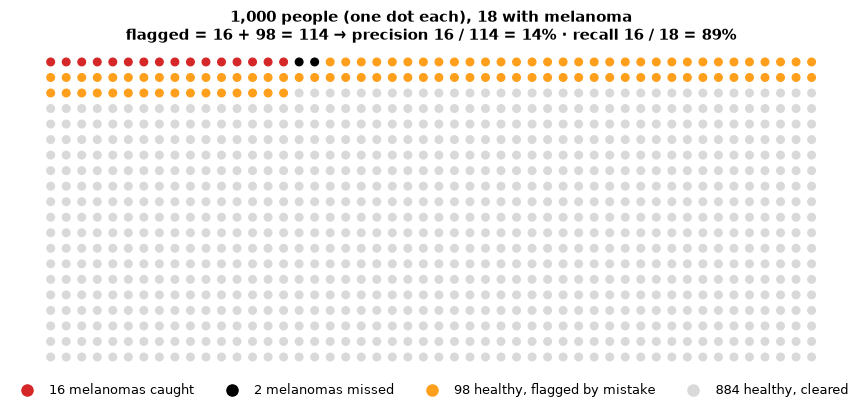 1,000 people (one dot each), 18 with melanoma
flagged = 16 + 98 = 114 → precision 16 / 114 = 14% · recall 16 / 18 = 89%
16 melanomas caught
2 melanomas missed
98 healthy, flagged by mistake
884 healthy, cleared